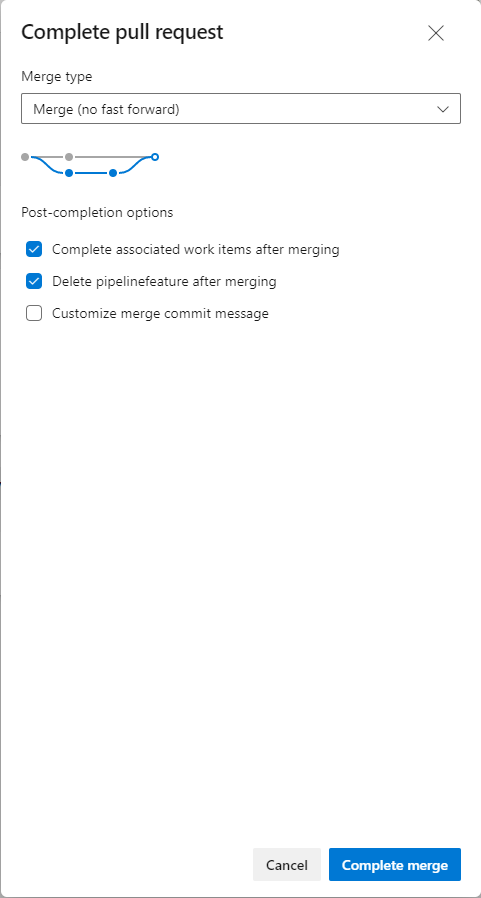 Complete pull request
Merge type
Merge (no fast forward)
Post-completion options
Complete associated work items after merging
Delete pipelinefeature after merging
Customize merge commit message
Cancel
Complete merge